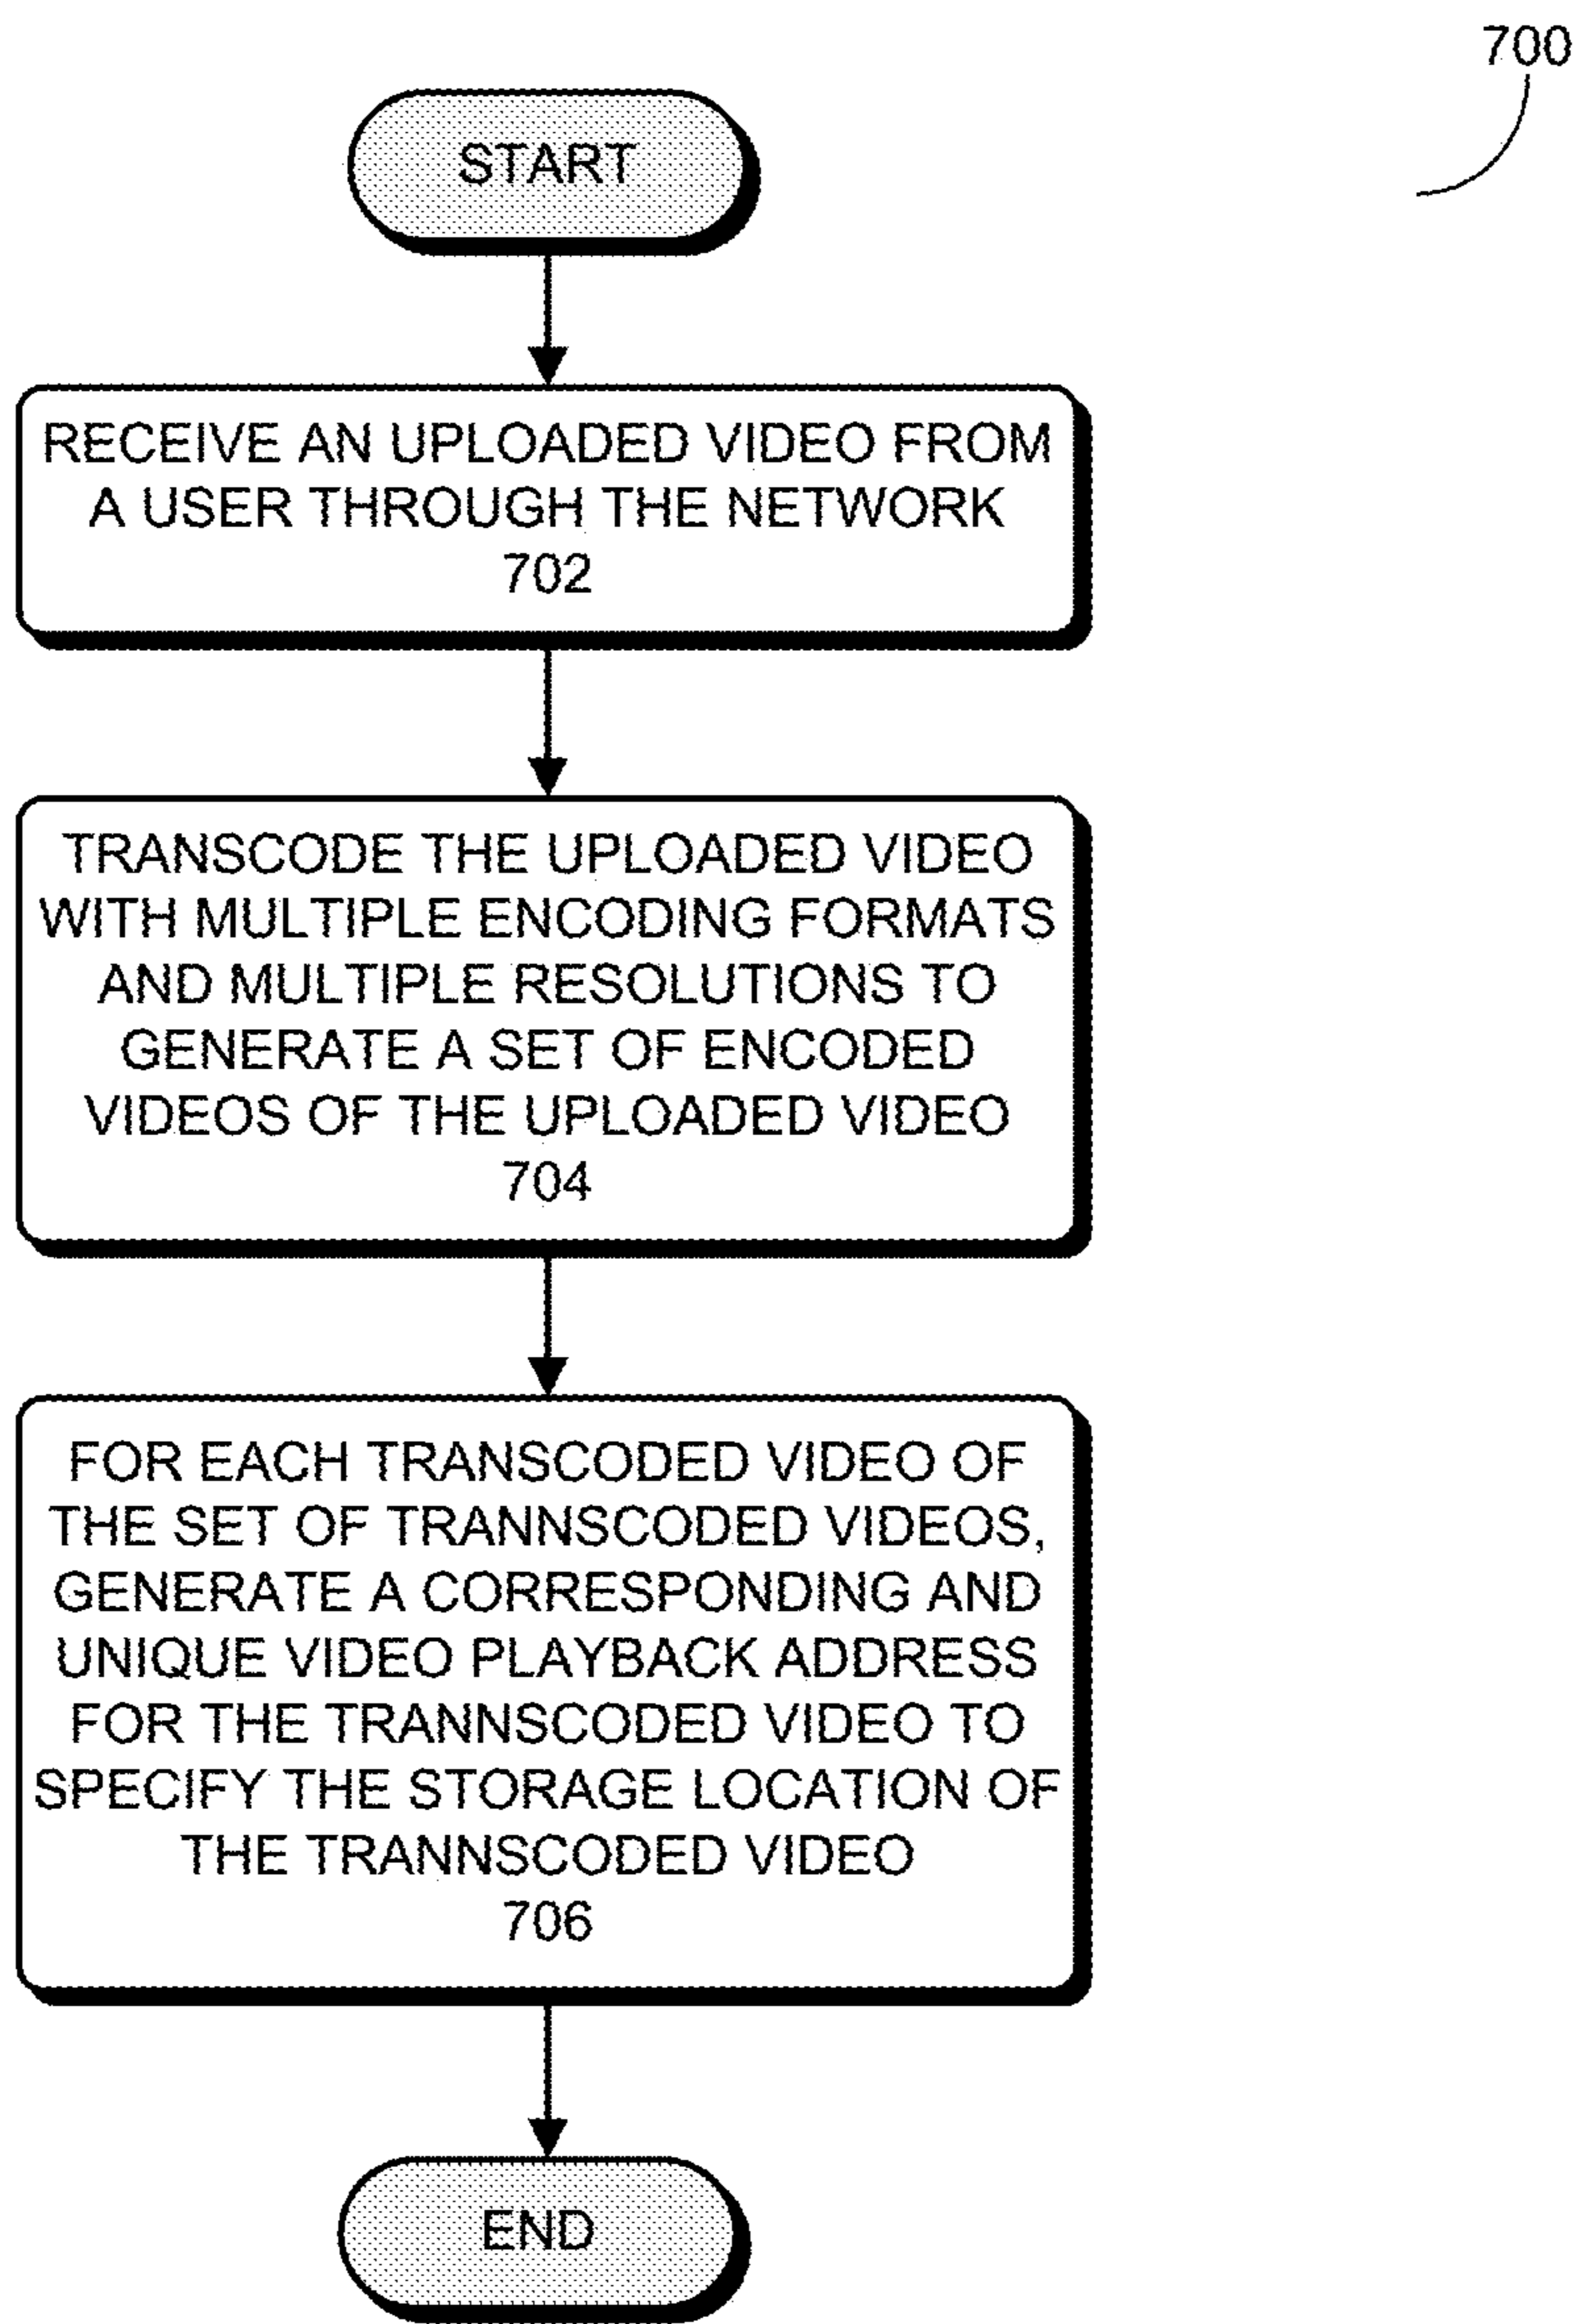 700
START
RECEIVE AN UPLOADED VIDEO FROM
A USER THROUGH THE NETWORK
702
TRANSCODE THE UPLOADED VIDEO
WITH MULTIPLE ENCODING FORMATS
AND MULTIPLE RESOLUTIONS TO
GENERATE A SET OF ENCODED
VIDEOS OF THE UPLOADED VIDEO
704
FOR EACH TRANSCODED VIDEO OF
THE SET OF TRANNSCODED VIDEOS,
GENERATE A CORRESPONDING AND
UNIQUE VIDEO PLAYBACK ADDRESS
FOR THE TRANNSCODED VIDEO TO
SPECIFY THE STORAGE LOCATION OF
THE TRANNSCODED VIDEO
706
END